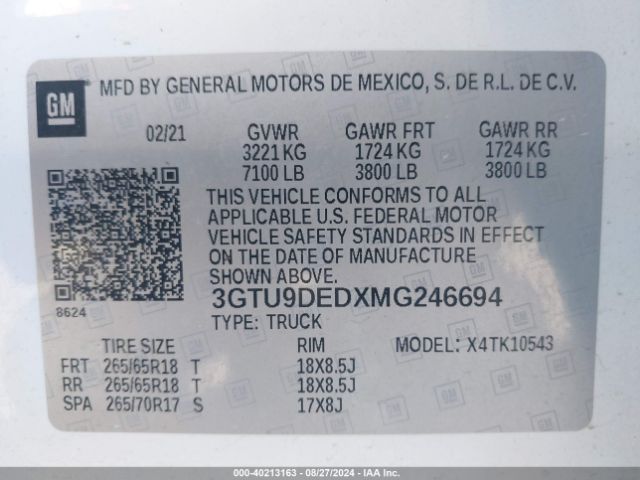 GM
MFD BY GENERAL MOTORS DE MEXICO, S. DE R.L. DE C.V.
02/21 GVWR GAWR FRT GAWR RR
3221 KG 1724 KG 1724 KG
7100 LB 3800 LB 3800 LB
THIS VEHICLE CONFORMS TO ALL
APPLICABLE U.S. FEDERAL MOTOR
VEHICLE SAFETY STANDARDS IN EFFECT
ON THE DATE OF MANUFACTURE
SHOWN ABOVE.
3GTU9DEDXMG246694
8624
TYPE: TRUCK
TIRE SIZE RIM MODEL: X4TK10543
FRT 265/65R18 T 18X8.5J
RR 265/65R18 T 18X8.5J
SPA 265/70R17 S 17X8J
000-40213163 - 08/27/2024 - IAA Inc.